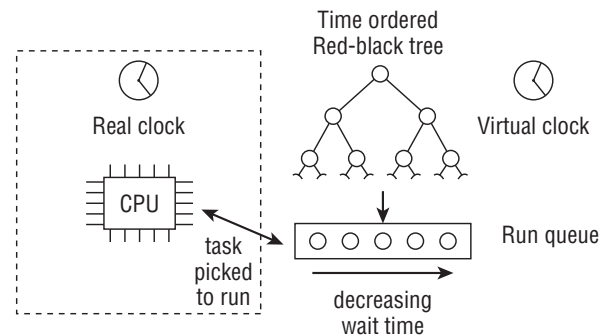 Time ordered
Red-black tree
Real clock
Virtual clock
CPU
task
picked
to run
Run queue
decreasing
wait time